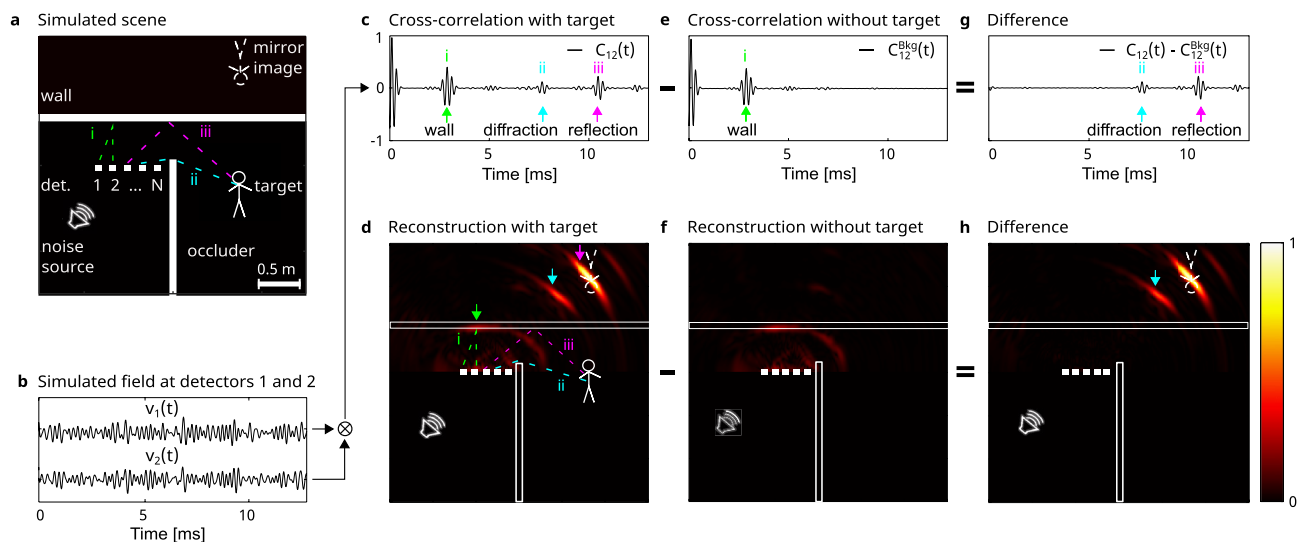 a Simulated scene
mirror
image
wall
i
iii
ii
det.
1 2 ... N
target
noise
source
occluder
0.5 m
b Simulated field at detectors 1 and 2
v1(t)
v2(t)
0 5 10
Time [ms]
c Cross-correlation with target
C12(t)
1
0
-1
i
ii
iii
wall diffraction reflection
0 5 10
Time [ms]
d Reconstruction with target
i
iii
ii
e Cross-correlation without target
C12Bkg(t)
i
wall
0 5 10
Time [ms]
f Reconstruction without target
g Difference
C12(t) - C12Bkg(t)
ii
iii
diffraction reflection
0 5 10
Time [ms]
h Difference
1
0